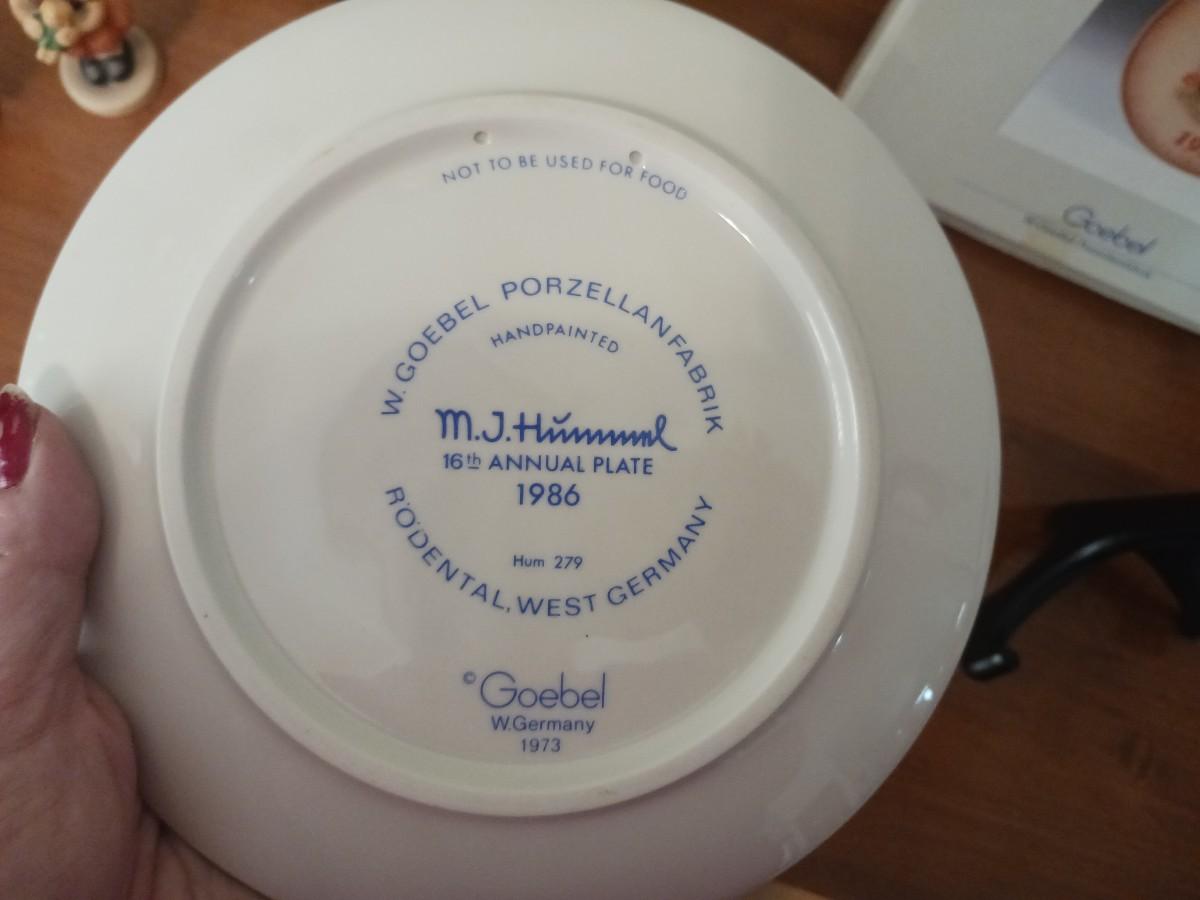 NOT TO BE USED FOR FOOD
W. GOEBEL PORZELLANFABRIK
HANDPAINTED
M.J.Hummel
16th ANNUAL PLATE
1986
Hum 279
RÖDENTAL, WEST GERMANY
© Goebel
W.Germany
1973
Goebel